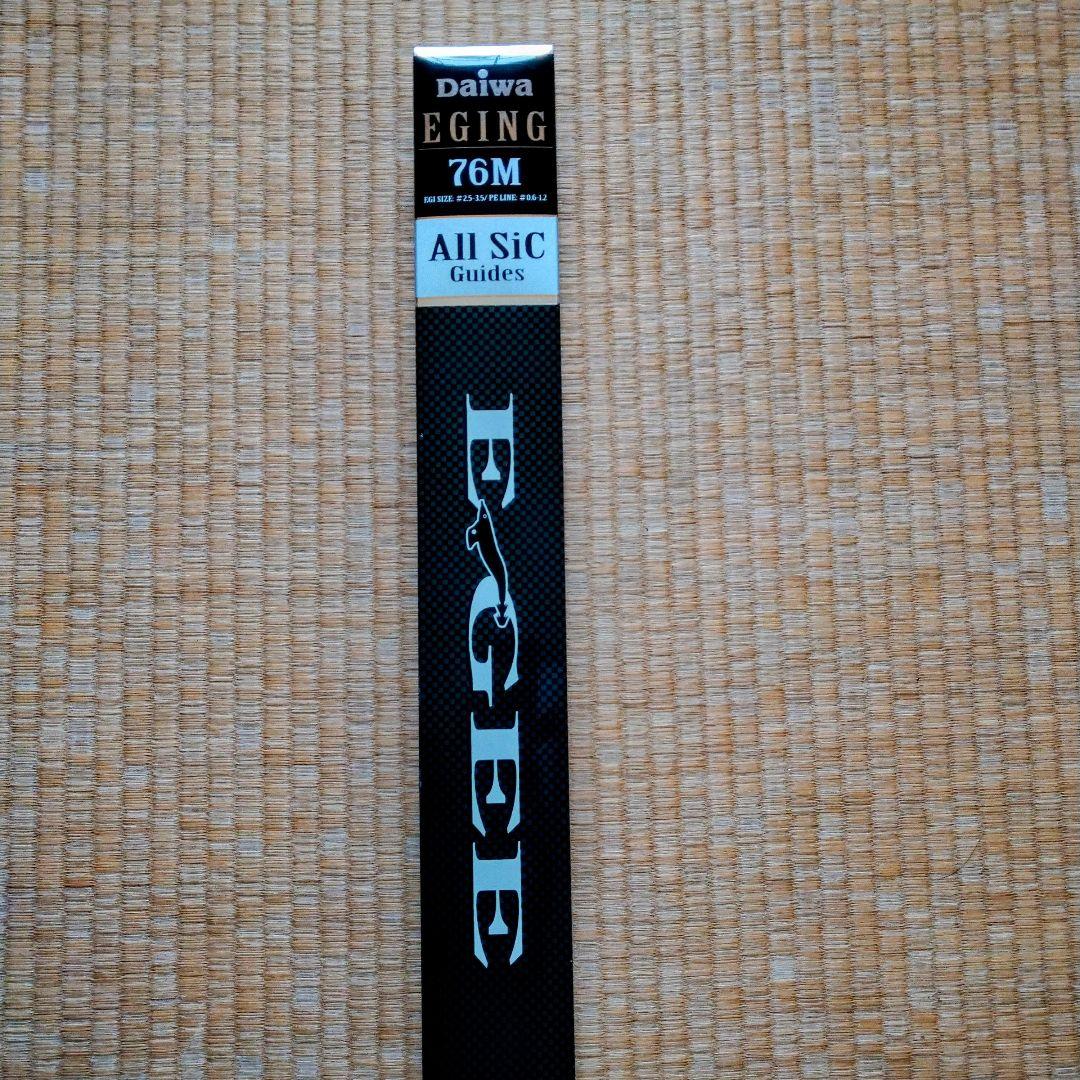 Daiwa
EGING
76M
EGI SIZE: #2.5-3.5/ PE LINE: #0.6-1.2
All SiC
Guides
EGEE